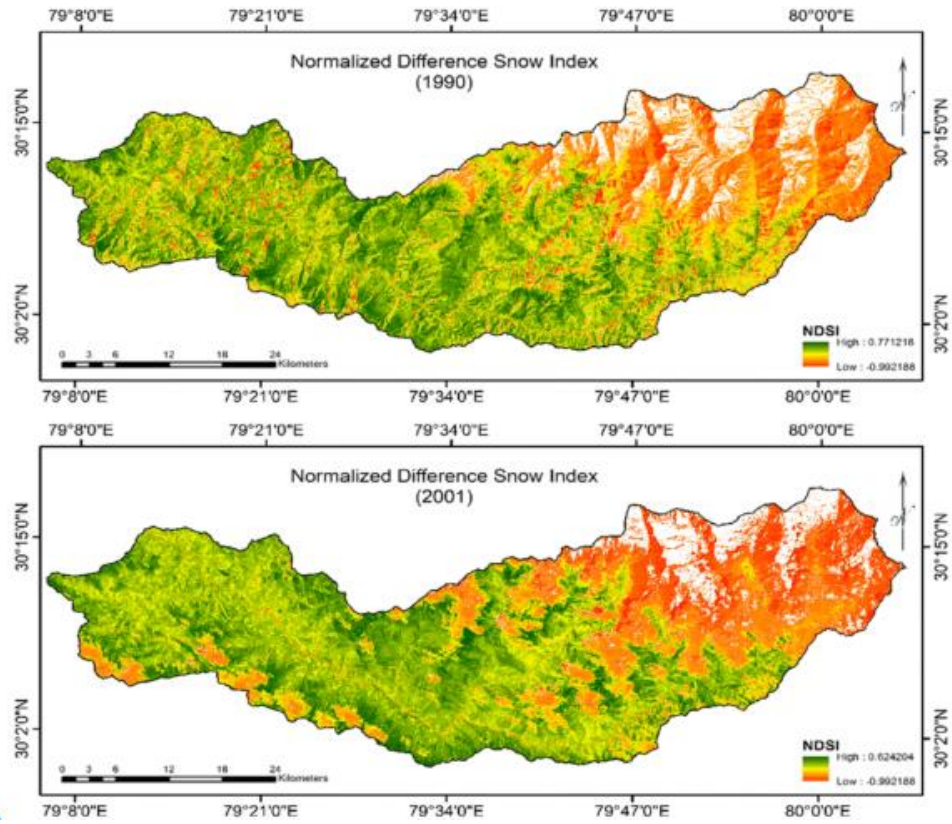 79°8'0"E 79°21'0"E 79°34'0"E 79°47'0"E 80°0'0"E
Normalized Difference Snow Index
(1990)
30°15'0"N 30°15'0"N
30°2'0"N 30°2'0"N
NDSI
High : 0.771218
Low : -0.992188
0 3 6 12 18 24
Kilometers
79°8'0"E 79°21'0"E 79°34'0"E 79°47'0"E 80°0'0"E
79°8'0"E 79°21'0"E 79°34'0"E 79°47'0"E 80°0'0"E
Normalized Difference Snow Index
(2001)
30°15'0"N 30°15'0"N
30°2'0"N 30°2'0"N
NDSI
High : 0.624204
Low : -0.992188
0 3 6 12 18 24
Kilometers
79°8'0"E 79°21'0"E 79°34'0"E 79°47'0"E 80°0'0"E